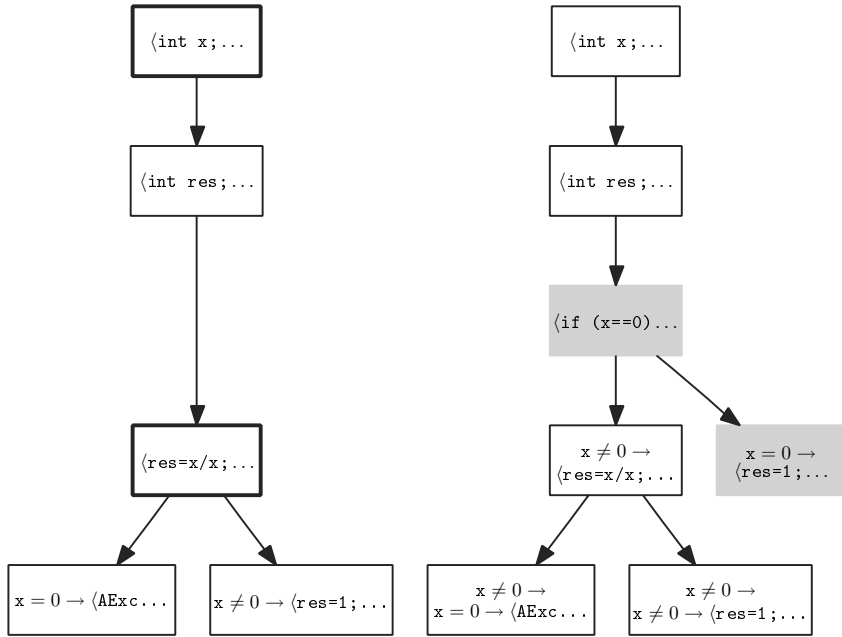 ⟨int x;...
⟨int res;...
⟨res=x/x;...
x = 0 → ⟨AExc...
x ≠ 0 → ⟨res=1;...
⟨int x;...
⟨int res;...
⟨if (x==0)...
x ≠ 0 →
⟨res=x/x;...
x = 0 →
⟨res=1;...
x ≠ 0 →
x = 0 → ⟨AExc...
x ≠ 0 →
x ≠ 0 → ⟨res=1;...